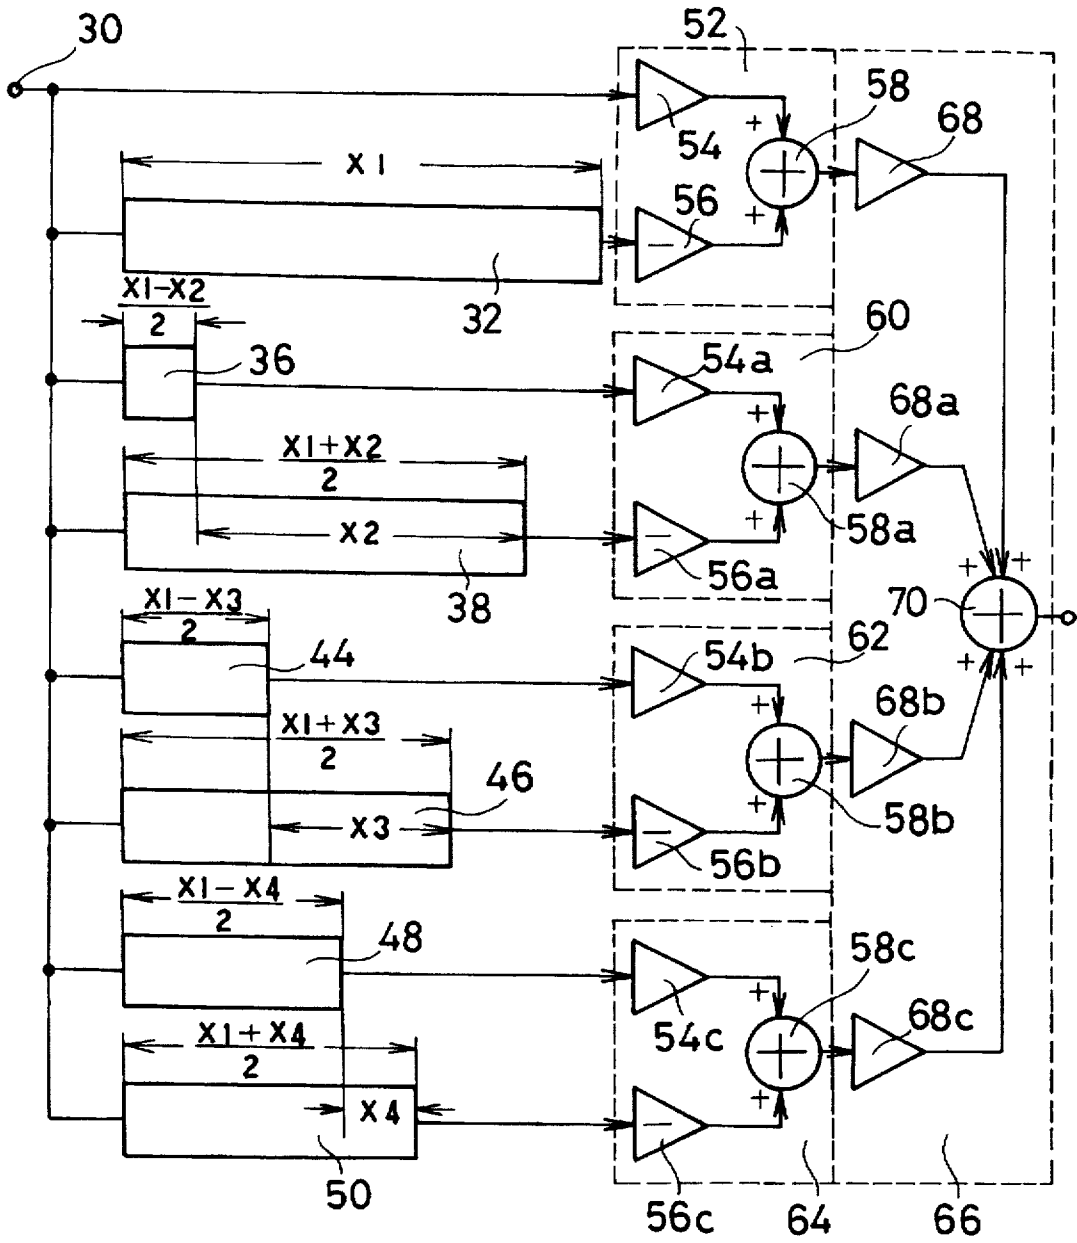 30
52
58
68
54
+
X1
56
+
32
X1-X2
2
60
36
54a
68a
+
X1+X2
2
X2
+
58a
56a
38
X1-X3
2
+ +
70
62
44
54b
+ +
68b
+
X1+X3
2
46
X3
+
58b
56b
X1-X4
2
48
58c
+
54c
68c
X1+X4
2
X4
+
50
56c
64
66
-
-
-
-